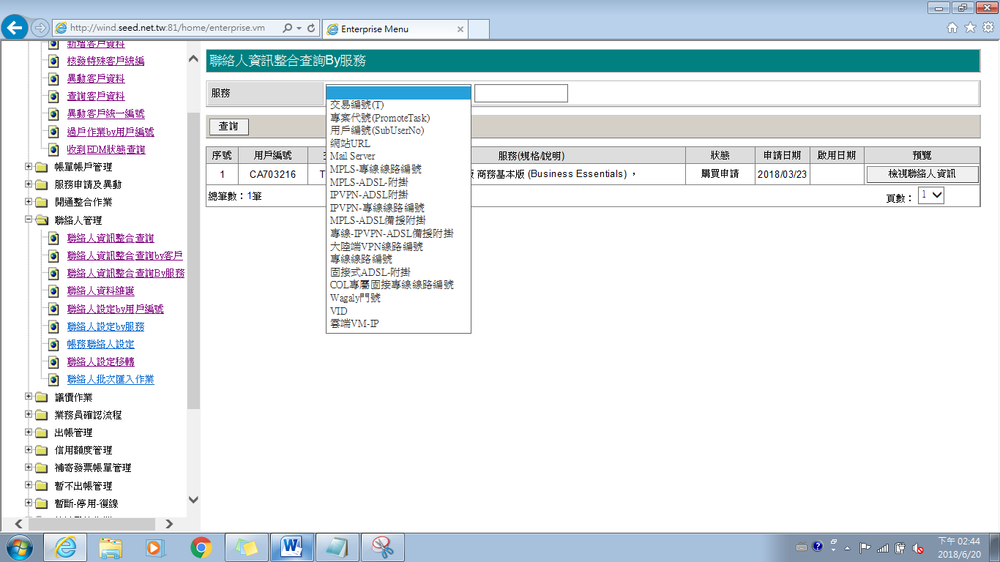 http://wind.seed.net.tw:81/home/enterprise.vm
Enterprise Menu
新增客戶資料
核發特殊客戶統編
異動客戶資料
查詢客戶資料
異動客戶統一編號
過戶作業by用戶編號
收到EDM狀態查詢
帳單帳戶管理
服務申請及異動
開通整合作業
聯絡人管理
聯絡人資訊整合查詢
聯絡人資訊整合查詢by客戶
聯絡人資訊整合查詢By服務
聯絡人資料維護
聯絡人設定by用戶編號
聯絡人設定by服務
帳務聯絡人設定
聯絡人設定移轉
聯絡人批次匯入作業
議價作業
業務員確認流程
出帳管理
信用額度管理
補寄發票帳單管理
暫不出帳管理
暫斷-停用-復線
聯絡人資訊整合查詢By服務
服務
交易編號(T)
專案代號(PromoteTask)
用戶編號(SubUserNo)
網站URL
Mail Server
MPLS-專線線路編號
MPLS-ADSL-附掛
IPVPN-ADSL附掛
IPVPN-專線線路編號
MPLS-ADSL備援附掛
專線-IPVPN-ADSL備援附掛
大陸端VPN線路編號
專線線路編號
固接式ADSL-附掛
COL專屬固接專線線路編號
Wagaly門號
VID
雲端VM-IP
查詢
序號 用戶編號 服務(規格/說明) 狀態 申請日期 啟用日期 預覽
1 CA703216 T 版 商務基本版 (Business Essentials) , 購買申請 2018/03/23 檢視聯絡人資訊
總筆數：1筆 頁數： 1
下午 02:44
2018/6/20